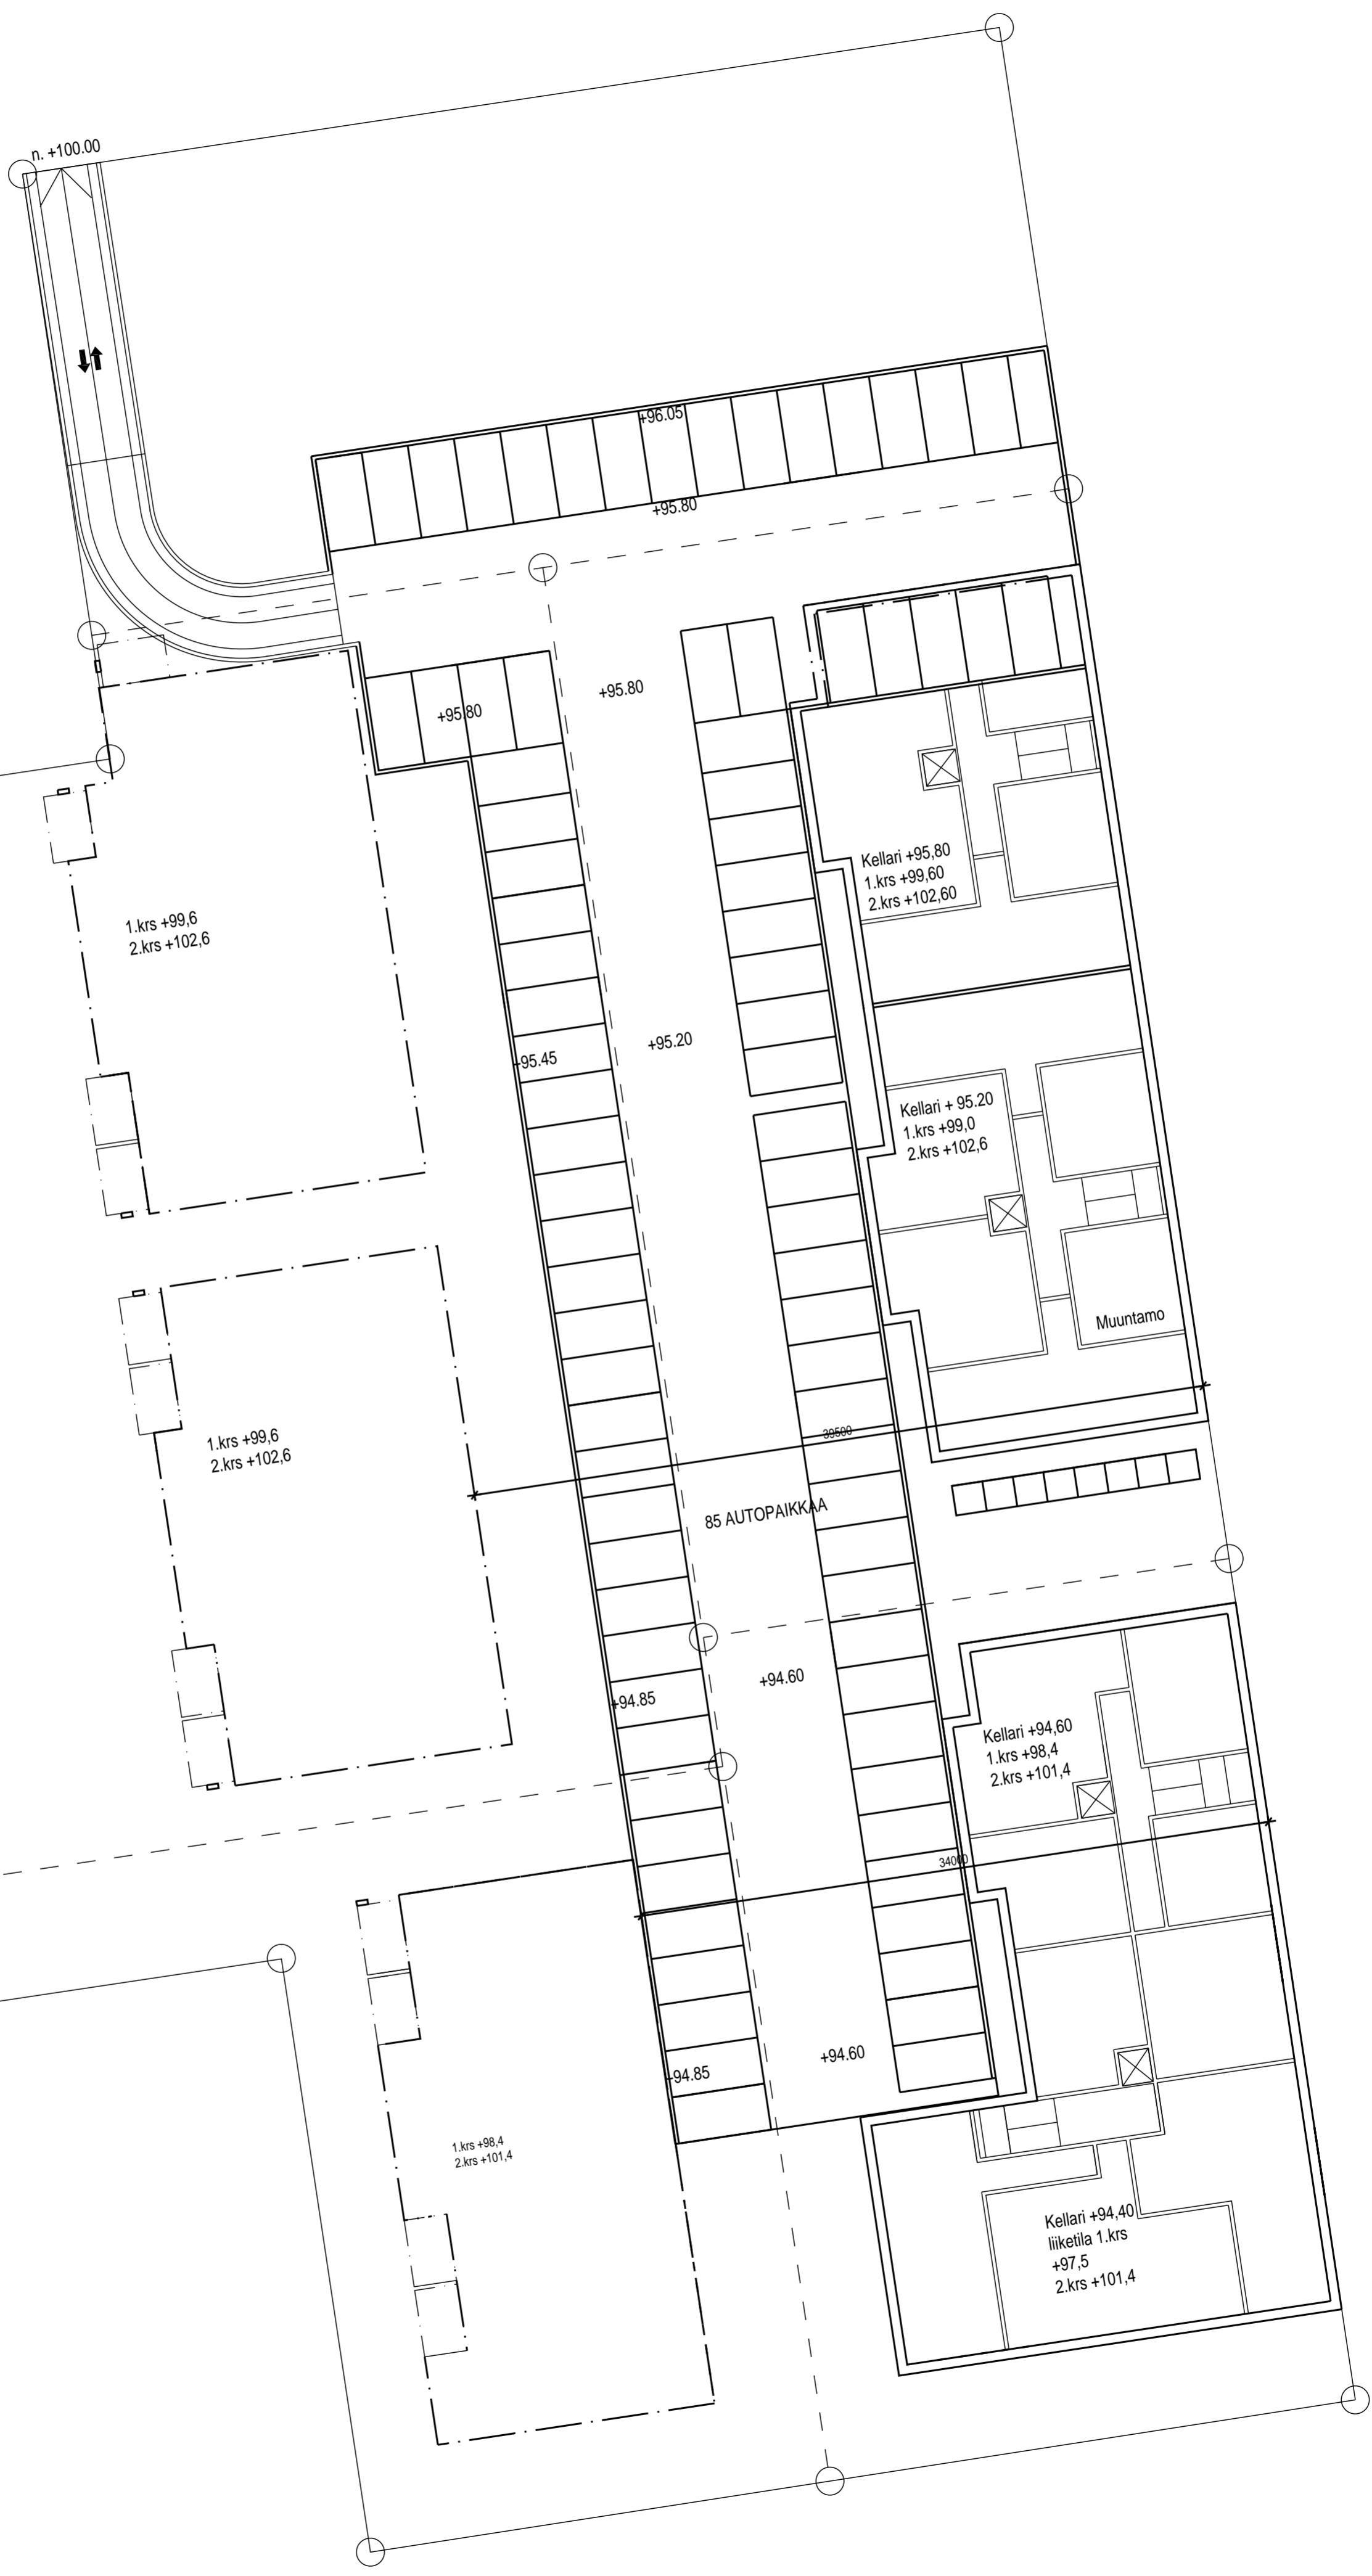 n. +100.00
+96.05
+95.80
+95.80
+95.80
Kellari +95,80
1.krs +99,60
2.krs +102,60
1.krs +99,6
2.krs +102,6
+95.20
+95.45
Kellari + 95.20
1.krs +99,0
2.krs +102,6
Muuntamo
39500
1.krs +99,6
2.krs +102,6
85 AUTOPAIKKAA
+94.60
+94.85
Kellari +94,60
1.krs +98,4
2.krs +101,4
34000
+94.60
+94.85
1.krs +98,4
2.krs +101,4
Kellari +94,40
liiketila 1.krs
+97,5
2.krs +101,4